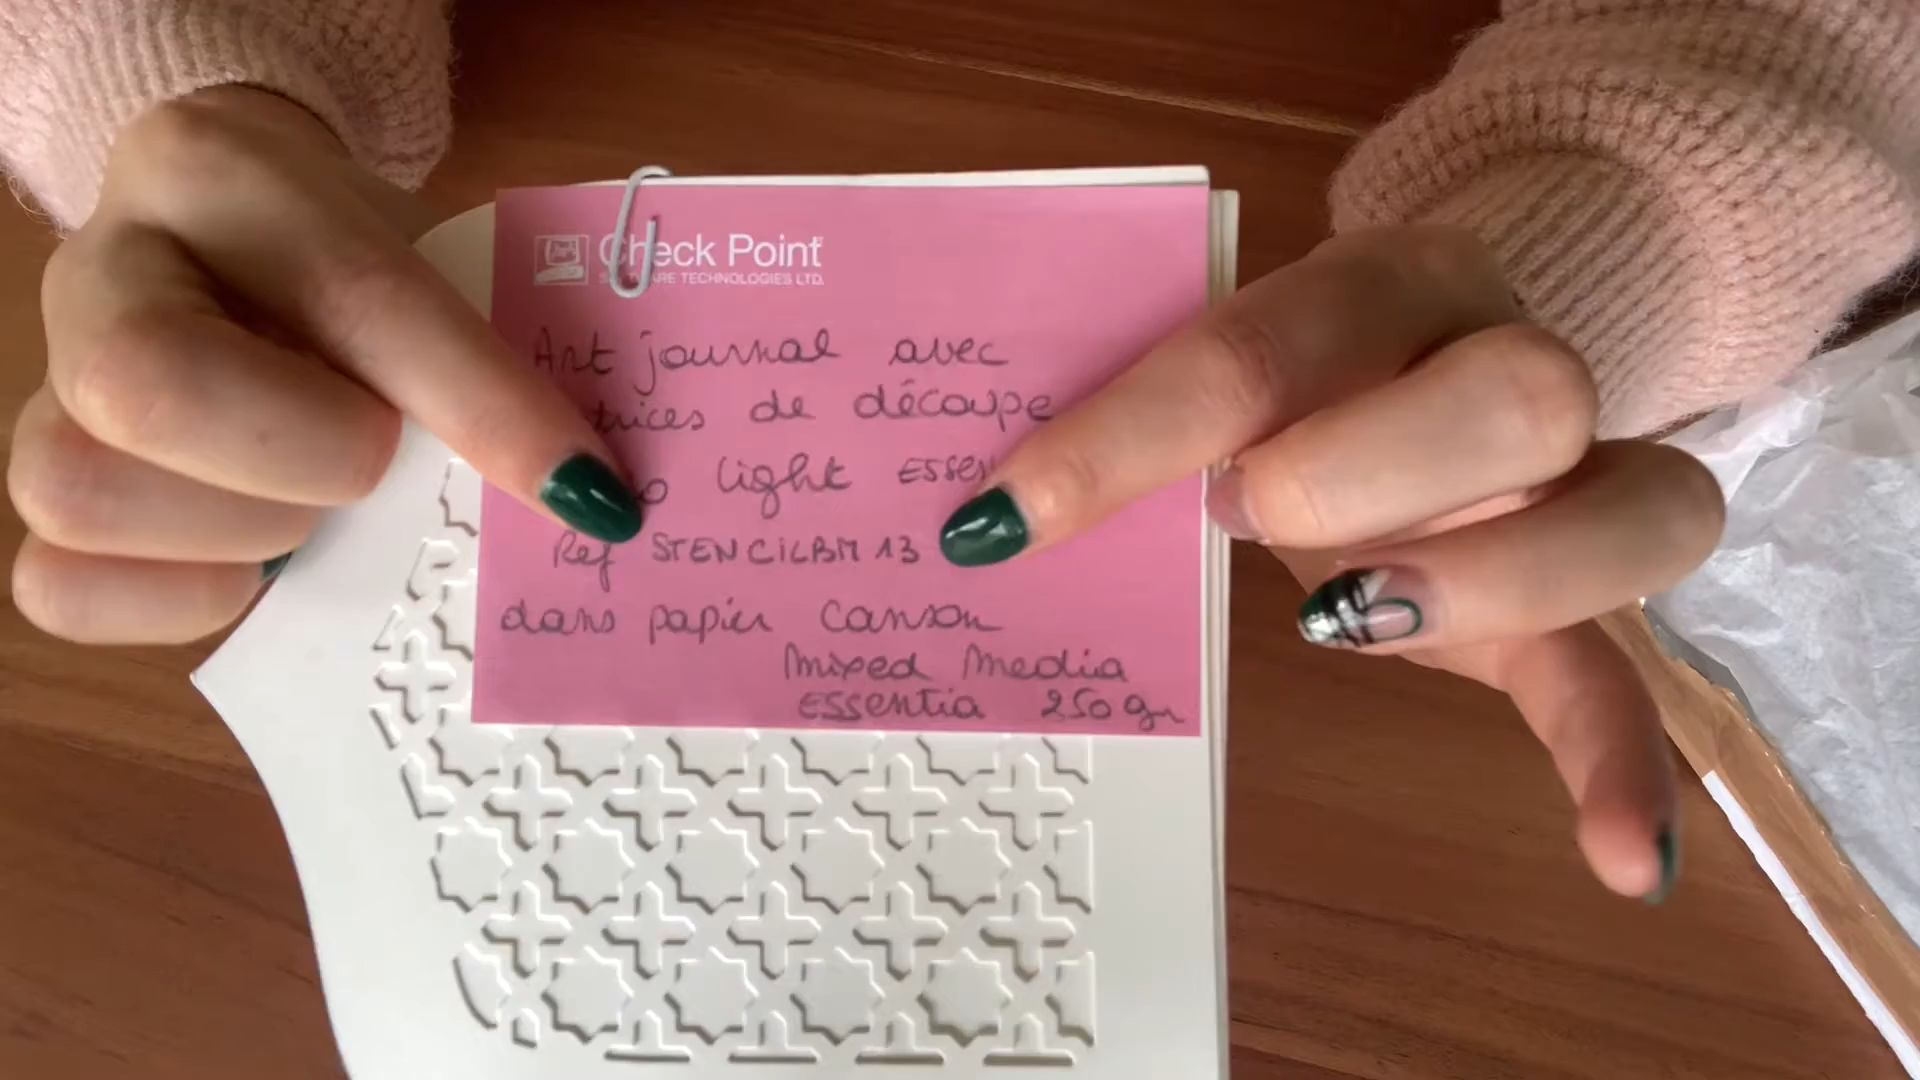 Check Point
SOFTWARE TECHNOLOGIES LTD.
Art journal avec
de découpe
light
Ref STENCILBM 13
dans papier Canson
Mixed Media
Essentia 250 gr